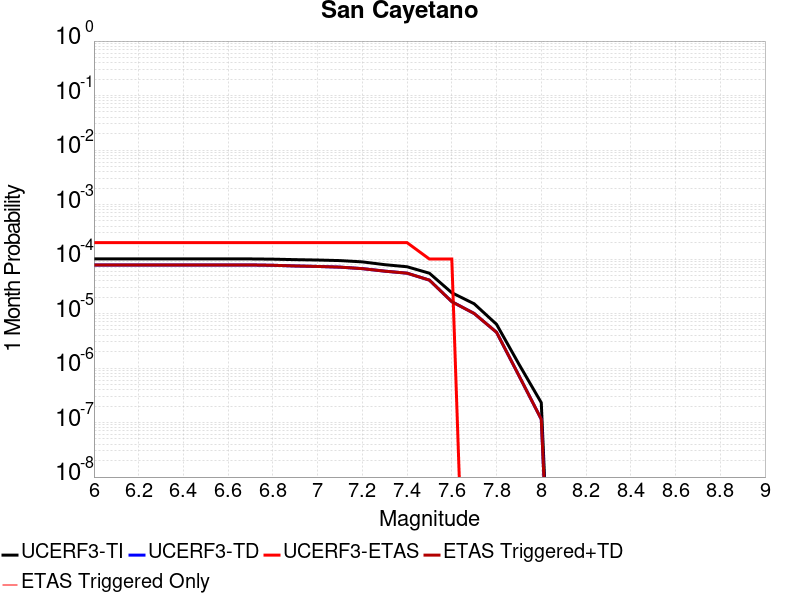 San Cayetano
10^0
10^-1
10^-2
10^-3
10^-4
10^-5
10^-6
10^-7
10^-8
1 Month Probability
6 6.2 6.4 6.6 6.8 7 7.2 7.4 7.6 7.8 8 8.2 8.4 8.6 8.8 9
Magnitude
UCERF3-TI UCERF3-TD UCERF3-ETAS ETAS Triggered+TD
ETAS Triggered Only